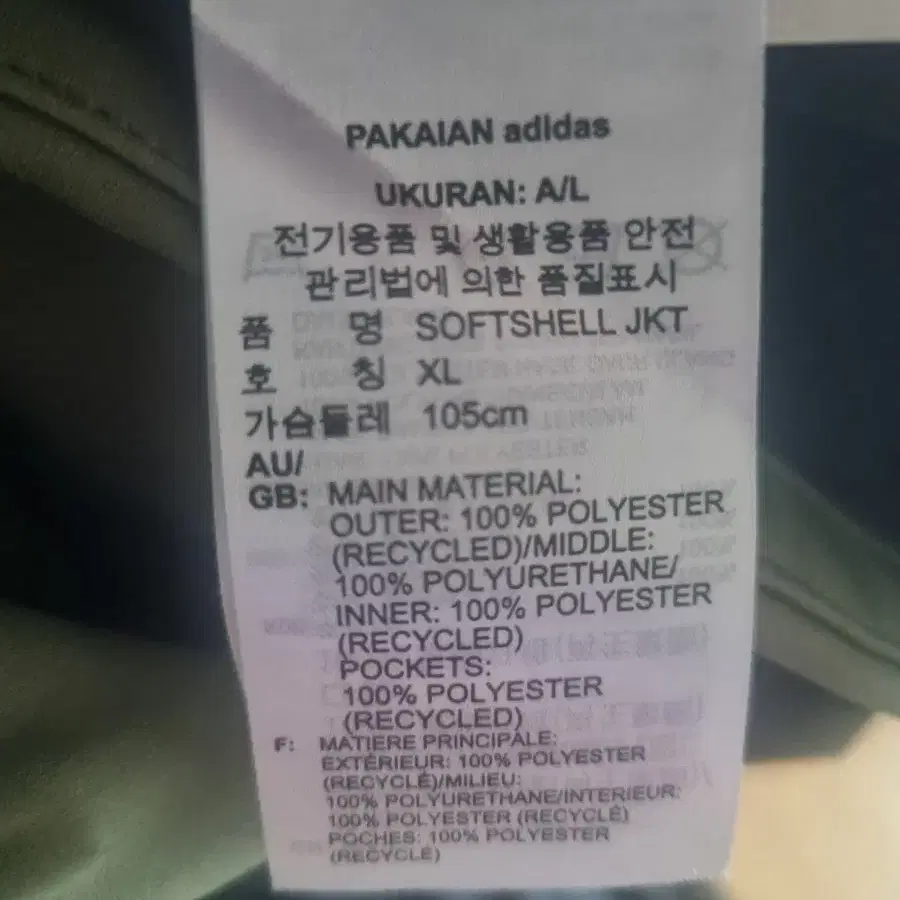 PAKAIAN adidas
UKURAN: A/L
전기용품 및 생활용품 안전
관리법에 의한 품질표시
품 명 SOFTSHELL JKT
호 칭 XL
가슴둘레 105cm
AU/
GB: MAIN MATERIAL:
OUTER: 100% POLYESTER
(RECYCLED)/MIDDLE:
100% POLYURETHANE/
INNER: 100% POLYESTER
(RECYCLED)
POCKETS:
100% POLYESTER
(RECYCLED)
F: MATIERE PRINCIPALE:
EXTÉRIEUR: 100% POLYESTER
(RECYCLÉ)/MILIEU:
100% POLYURETHANE/INTERIEUR:
100% POLYESTER (RECYCLÉ)
POCHES: 100% POLYESTER
(RECYCLÉ)